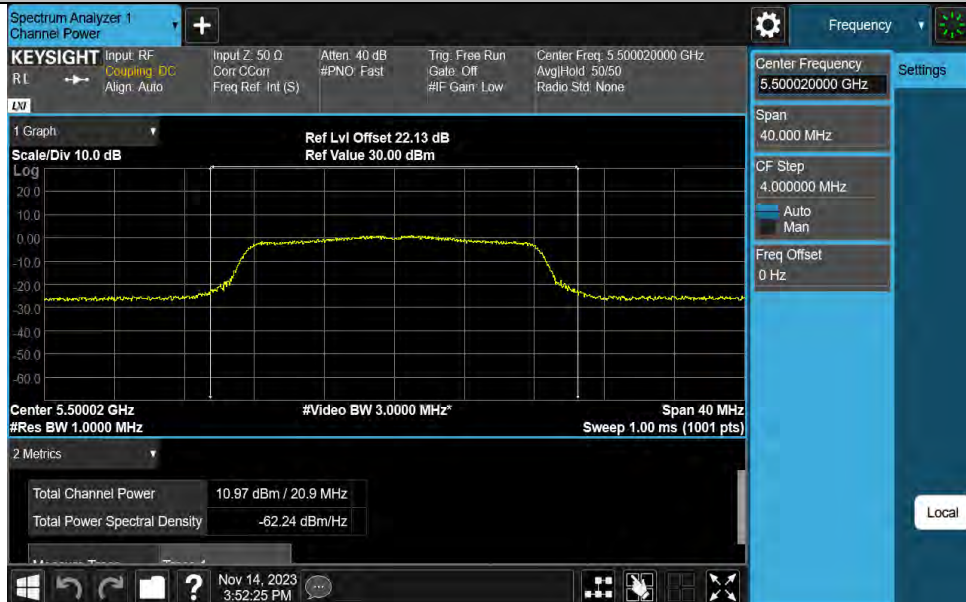 Spectrum Analyzer 1
Channel Power
Frequency
KEYSIGHT
Input: RF
Coupling: DC
Align: Auto
Input Z: 50 Ω
Corr CCorr
Freq Ref: Int (S)
Atten: 40 dB
#PNO: Fast
Trig: Free Run
Gate: Off
#IF Gain: Low
Center Freq: 5.500020000 GHz
Avg|Hold: 50/50
Radio Std: None
LXI
Center Frequency
5.500020000 GHz
Settings
Span
40.000 MHz
CF Step
4.000000 MHz
Auto
Man
Freq Offset
0 Hz
1 Graph
Ref Lvl Offset 22.13 dB
Scale/Div 10.0 dB
Ref Value 30.00 dBm
Log
20.0
10.0
0.00
-10.0
-20.0
-30.0
-40.0
-50.0
-60.0
Center 5.50002 GHz
#Video BW 3.0000 MHz*
Span 40 MHz
#Res BW 1.0000 MHz
Sweep 1.00 ms (1001 pts)
2 Metrics
Total Channel Power 10.97 dBm / 20.9 MHz
Total Power Spectral Density -62.24 dBm/Hz
Local
Nov 14, 2023
3:52:25 PM